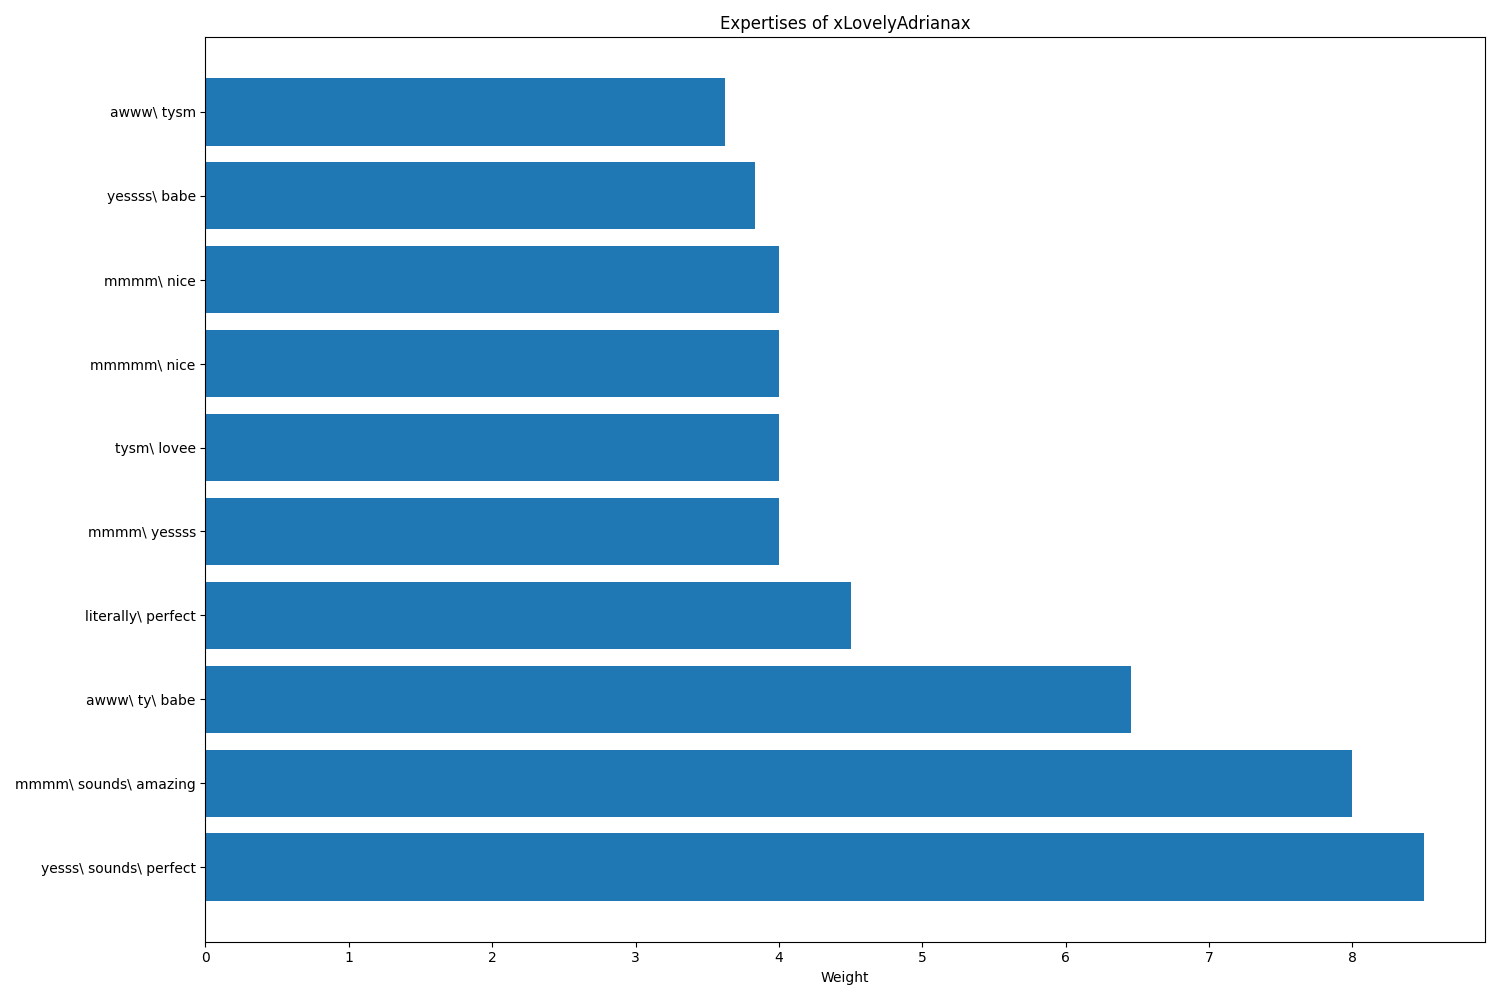 Expertises of xLovelyAdrianax
awww\ tysm
yessss\ babe
mmmm\ nice
mmmmm\ nice
tysm\ lovee
mmmm\ yessss
literally\ perfect
awww\ ty\ babe
mmmm\ sounds\ amazing
yesss\ sounds\ perfect
0 1 2 3 4 5 6 7 8
Weight